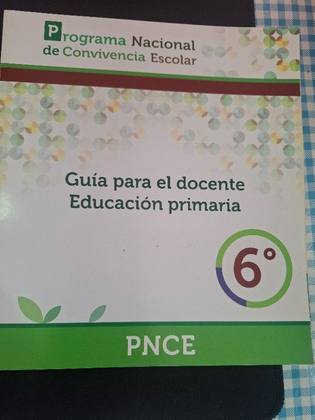 Programa Nacional
de Convivencia Escolar
Guía para el docente
Educación primaria
6°
PNCE